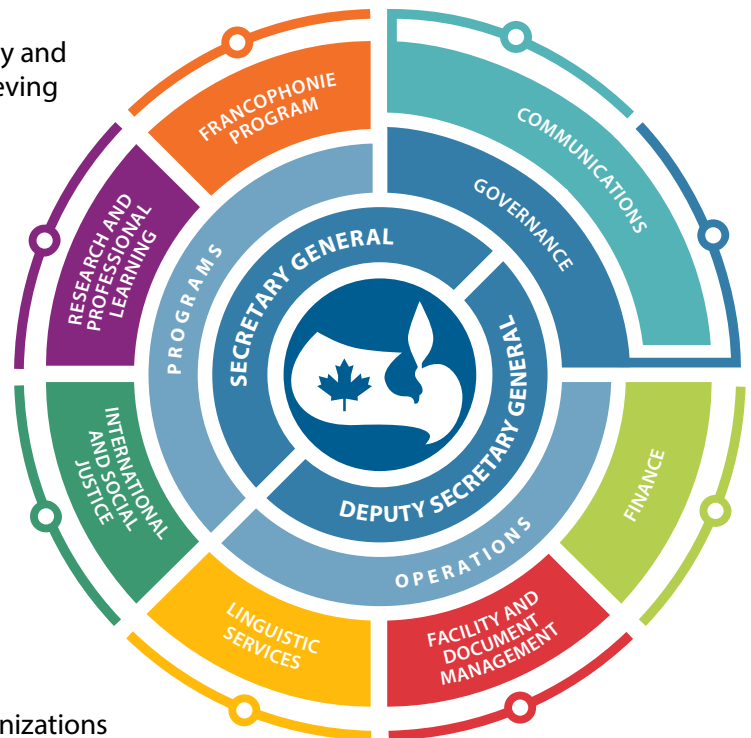 y and
eving
FRANCOPHONIE
PROGRAM
COMMUNICATIONS
GOVERNANCE
RESEARCH AND
PROFESSIONAL
LEARNING
PROGRAMS
SECRETARY GENERAL
DEPUTY SECRETARY GENERAL
INTERNATIONAL
AND SOCIAL
JUSTICE
FINANCE
OPERATIONS
LINGUISTIC
SERVICES
FACILITY AND
DOCUMENT
MANAGEMENT
nizations